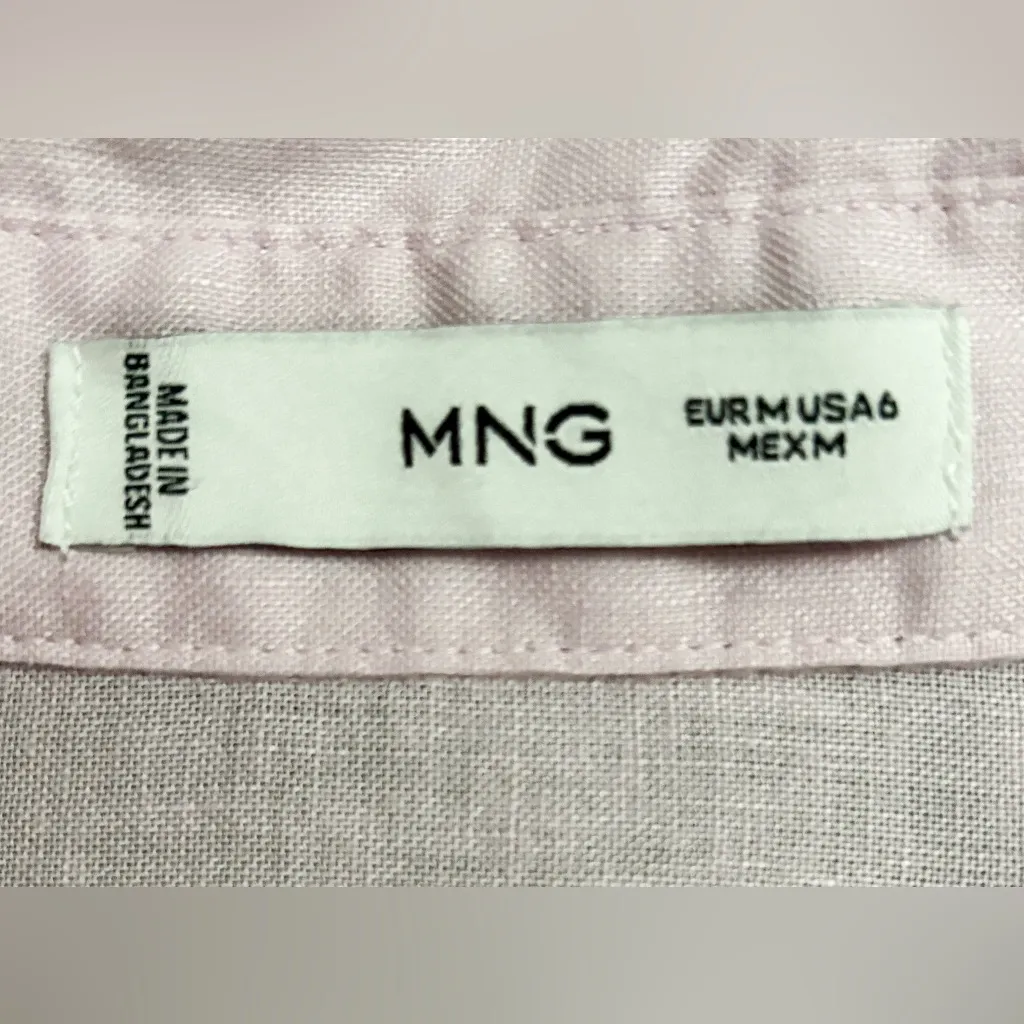 MADE IN
BANGLADESH
MNG
EUR M USA 6
MEX M